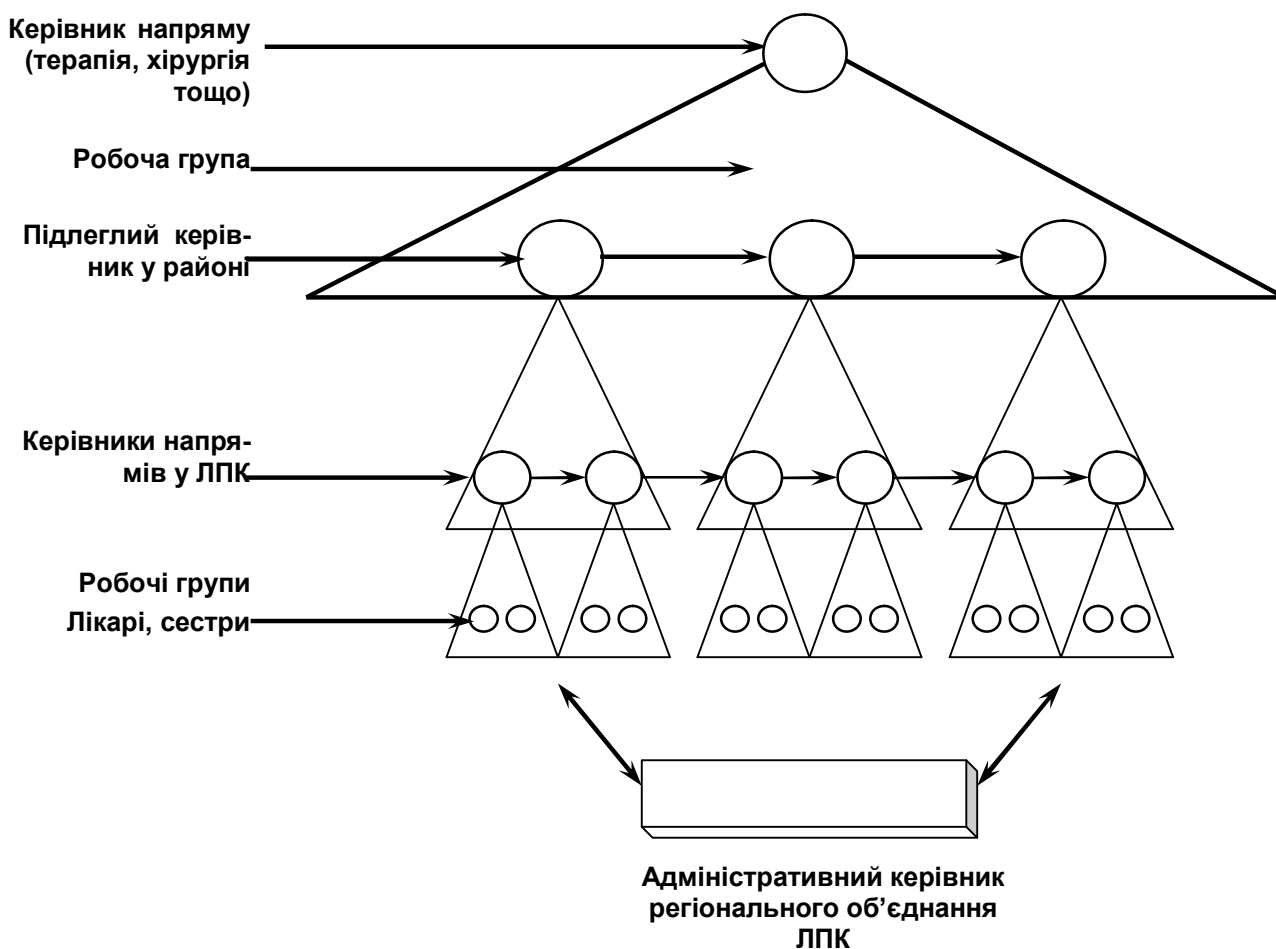 Керівник напряму
(терапія, хірургія
тощо)
Робоча група
Підлеглий керів-
ник у районі
Керівники напря-
мів у ЛПК
Робочі групи
Лікарі, сестри
Адміністративний керівник
регіонального об’єднання
ЛПК